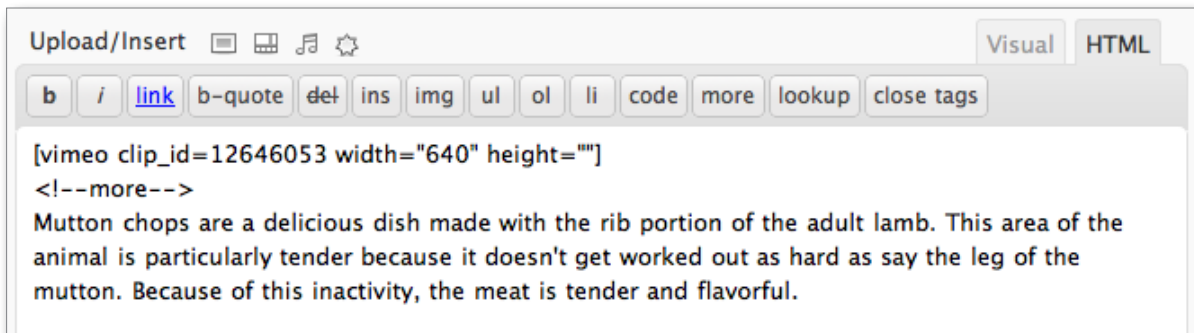 Upload/Insert Visual HTML
b i link b-quote del ins img ul ol li code more lookup close tags
[vimeo clip_id=12646053 width="640" height=""]
<!--more-->
Mutton chops are a delicious dish made with the rib portion of the adult lamb. This area of the
animal is particularly tender because it doesn't get worked out as hard as say the leg of the
mutton. Because of this inactivity, the meat is tender and flavorful.